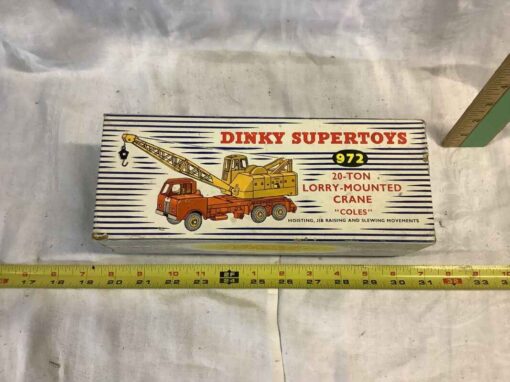 DINKY SUPERTOYS
972
20-TON
LORRY-MOUNTED
CRANE
"COLES"
HOISTING, JIB RAISING AND SLEWING MOVEMENTS